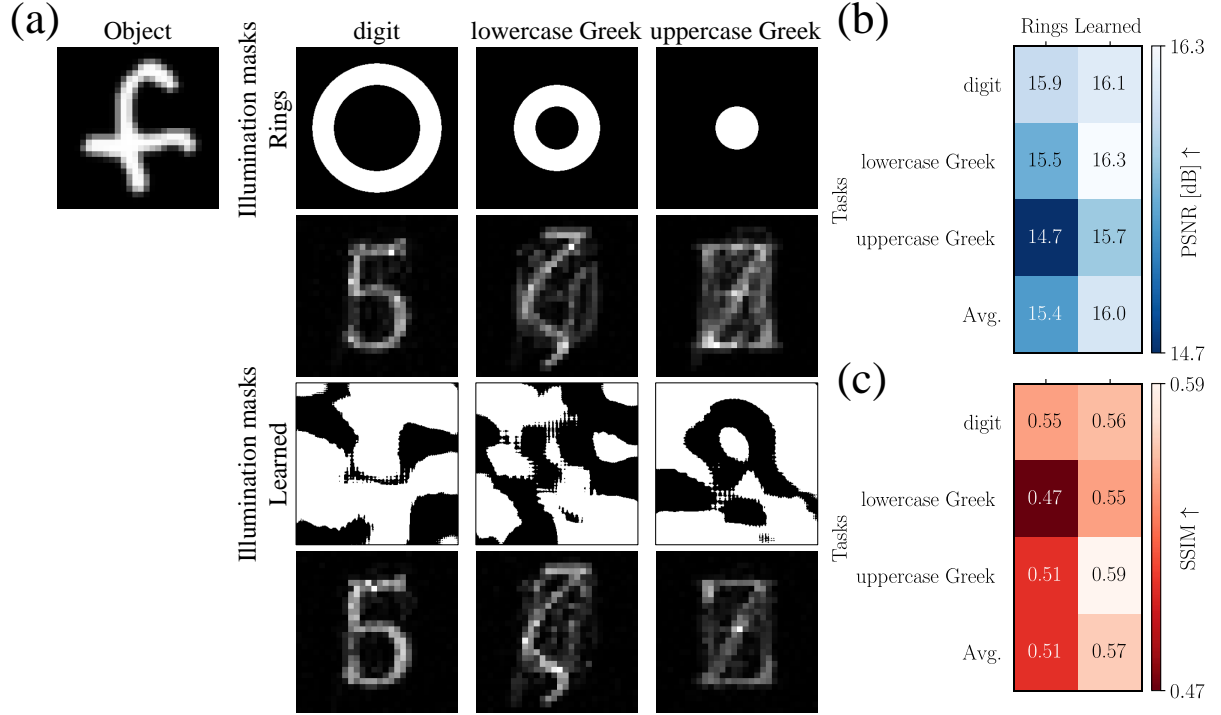 (a)
Object
Illumination masks
Rings
digit
lowercase Greek
uppercase Greek
£
5
ζ
Illumination masks
Learned
5
ζ
(b)
Rings Learned
Tasks
digit 15.9 16.1
lowercase Greek 15.5 16.3
uppercase Greek 14.7 15.7
Avg. 15.4 16.0
16.3
PSNR [dB] ↑
14.7
(c)
Tasks
digit 0.55 0.56
lowercase Greek 0.47 0.55
uppercase Greek 0.51 0.59
Avg. 0.51 0.57
0.59
SSIM ↑
0.47